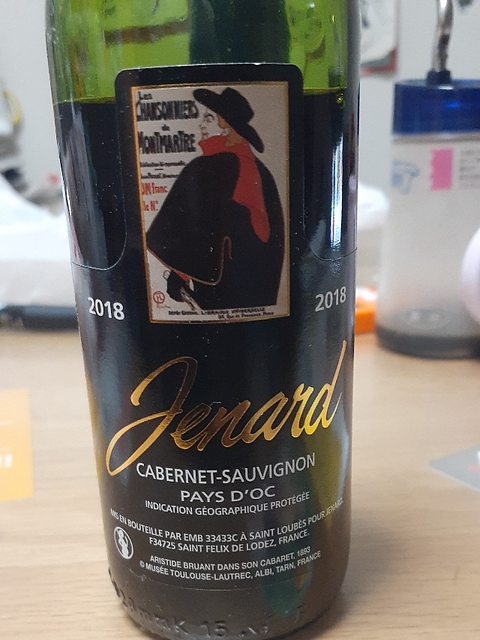 Les
CHANSONNIERS
de
MONTMARTRE
2018
2018
Jenard
CABERNET-SAUVIGNON
PAYS D'OC
INDICATION GÉOGRAPHIQUE PROTÉGÉE
MIS EN BOUTEILLE PAR EMB 33433C À SAINT LOUBÈS POUR JENARD,
F34725 SAINT FELIX DE LODEZ, FRANCE.
ARISTIDE BRUANT DANS SON CABARET, 1893
© MUSÉE TOULOUSE-LAUTREC, ALBI, TARN, FRANCE